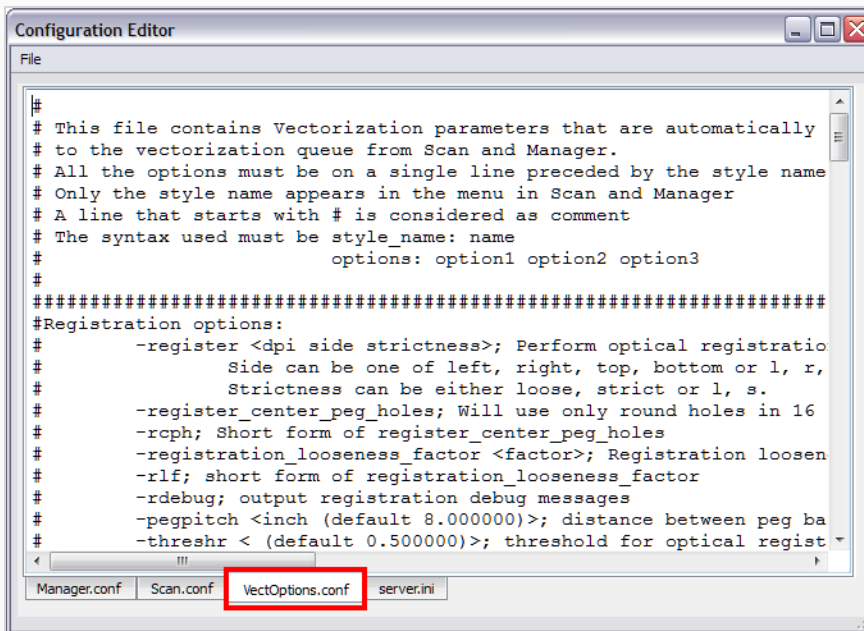 Configuration Editor
File
#
# This file contains Vectorization parameters that are automatically
# to the vectorization queue from Scan and Manager.
# All the options must be on a single line preceded by the style name
# Only the style name appears in the menu in Scan and Manager
# A line that starts with # is considered as comment
# The syntax used must be style_name: name
# options: option1 option2 option3
#
#####################################################################
#Registration options:
# -register <dpi side strictness>; Perform optical registratio
# Side can be one of left, right, top, bottom or l, r,
# Strictness can be either loose, strict or l, s.
# -register_center_peg_holes; Will use only round holes in 16
# -rcph; Short form of register_center_peg_holes
# -registration_looseness_factor <factor>; Registration loosen
# -rlf; short form of registration_looseness_factor
# -rdebug; output registration debug messages
# -pegpitch <inch (default 8.000000)>; distance between peg ba
# -threshr < (default 0.500000)>; threshold for optical regist
Manager.conf Scan.conf VectOptions.conf server.ini